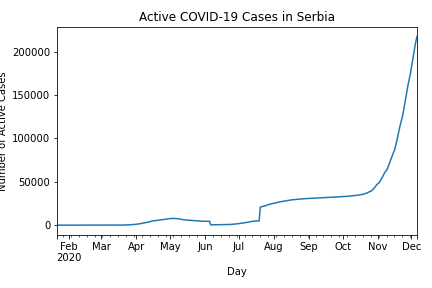 Active COVID-19 Cases in Serbia
Number of Active Cases
200000
150000
100000
50000
0
Feb Mar Apr May Jun Jul Aug Sep Oct Nov Dec
2020
Day